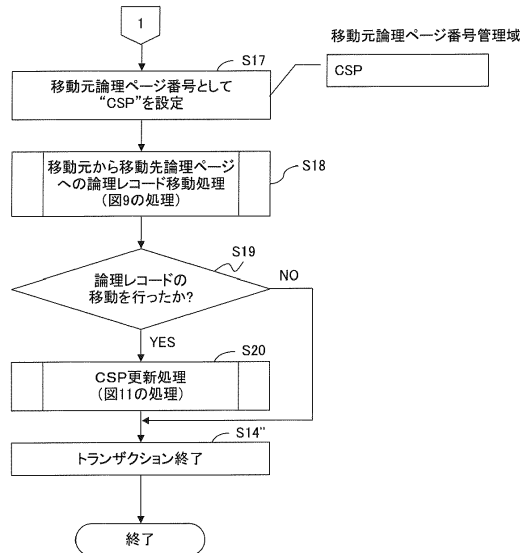 1
移動元論理ページ番号管理域
S17
CSP
移動元論理ページ番号として
“CSP”を設定
S18
移動元から移動先論理ページ
への論理レコード移動処理
(図9の処理)
S19
論理レコードの
移動を行ったか?
NO
YES
S20
CSP更新処理
(図11の処理)
S14"
トランザクション終了
終了